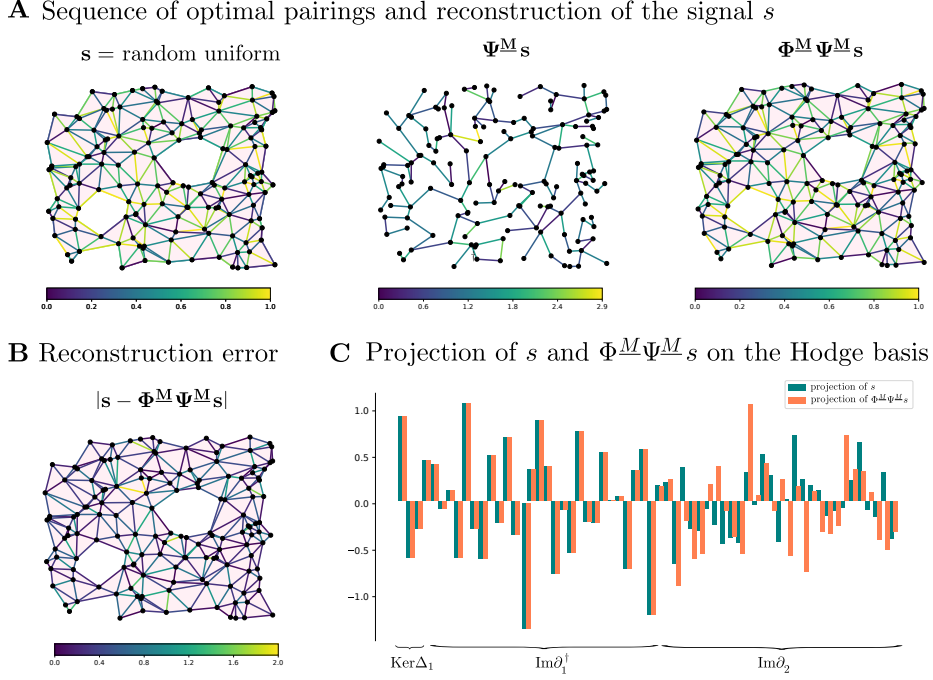 A Sequence of optimal pairings and reconstruction of the signal s
s = random uniform
Ψ^M s
Φ^M Ψ^M s
0.0 0.2 0.4 0.6 0.8 1.0
0.0 0.6 1.2 1.8 2.4 2.9
0.0 0.2 0.4 0.6 0.8 1.0
B Reconstruction error
|s − Φ^M Ψ^M s|
0.0 0.4 0.8 1.2 1.6 2.0
C Projection of s and Φ^M Ψ^M s on the Hodge basis
projection of s
projection of Φ^M Ψ^M s
1.0
0.5
0.0
−0.5
−1.0
KerΔ₁ Im∂₁† Im∂₂